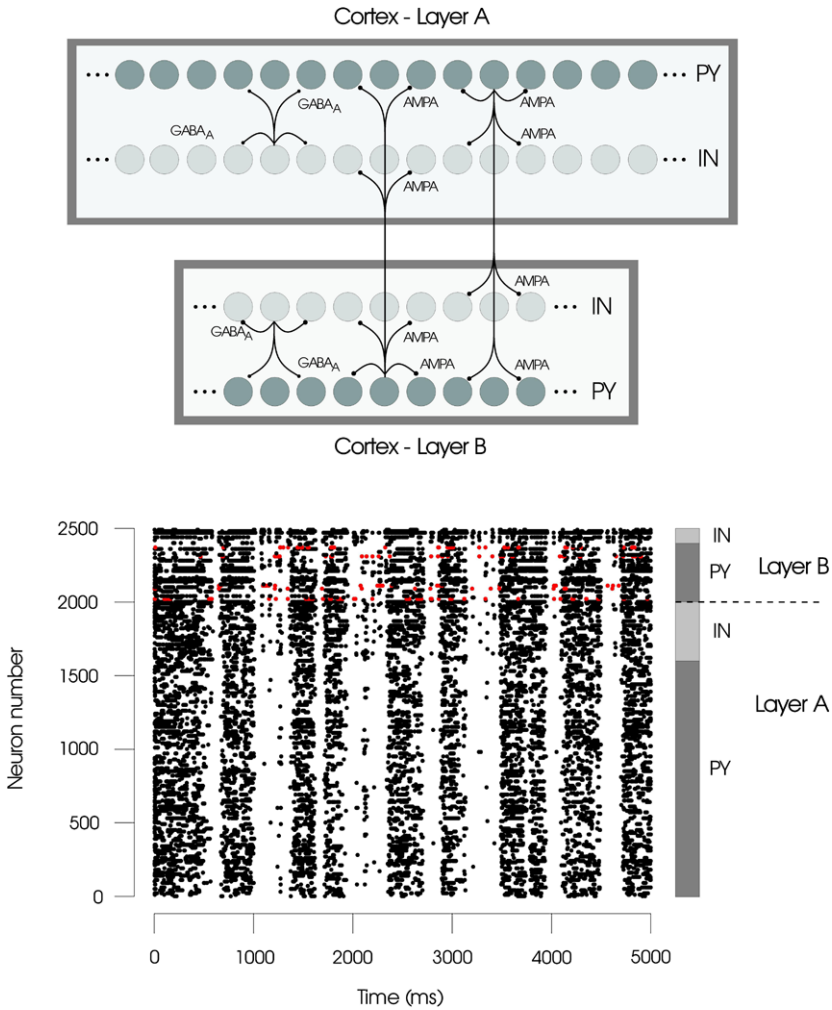 Cortex - Layer A
••• ••• PY
GABAA AMPA AMPA
GABAA AMPA
••• ••• IN
AMPA
AMPA
••• ••• IN
GABAA AMPA
GABAA AMPA AMPA
••• ••• PY
Cortex - Layer B
2500 IN
PY Layer B
2000
IN
1500
Layer A
1000 PY
500
0
Neuron number
0 1000 2000 3000 4000 5000
Time (ms)